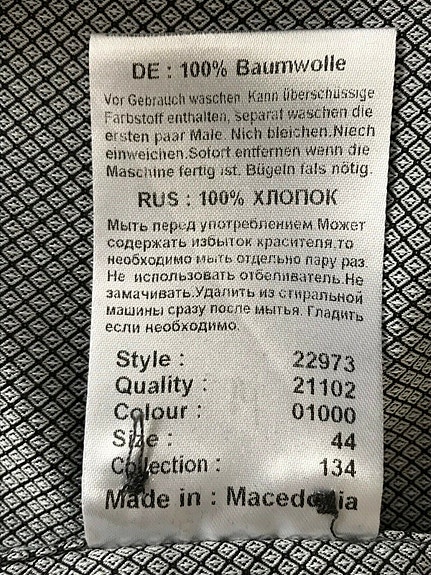 DE : 100% Baumwolle
Vor Gebrauch waschen. Kann überschüssige
Farbstoff enthalten, separat waschen die
ersten paar Male. Nich bleichen.Niech
einweichen.Sofort entfernen wenn die
Maschine fertig ist. Bügeln fals nötig.
RUS : 100% ХЛОПОК
Мыть перед употреблением.Может
содержать избыток красителя,то
необходимо мыть отдельно пару раз.
Не использовать отбеливатель.Не
замачивать.Удалить из стиральной
машины сразу после мытья. Гладить
если необходимо.
Style : 22973
Quality : 21102
Colour : 01000
Size : 44
Collection : 134
Made in : Macedonia